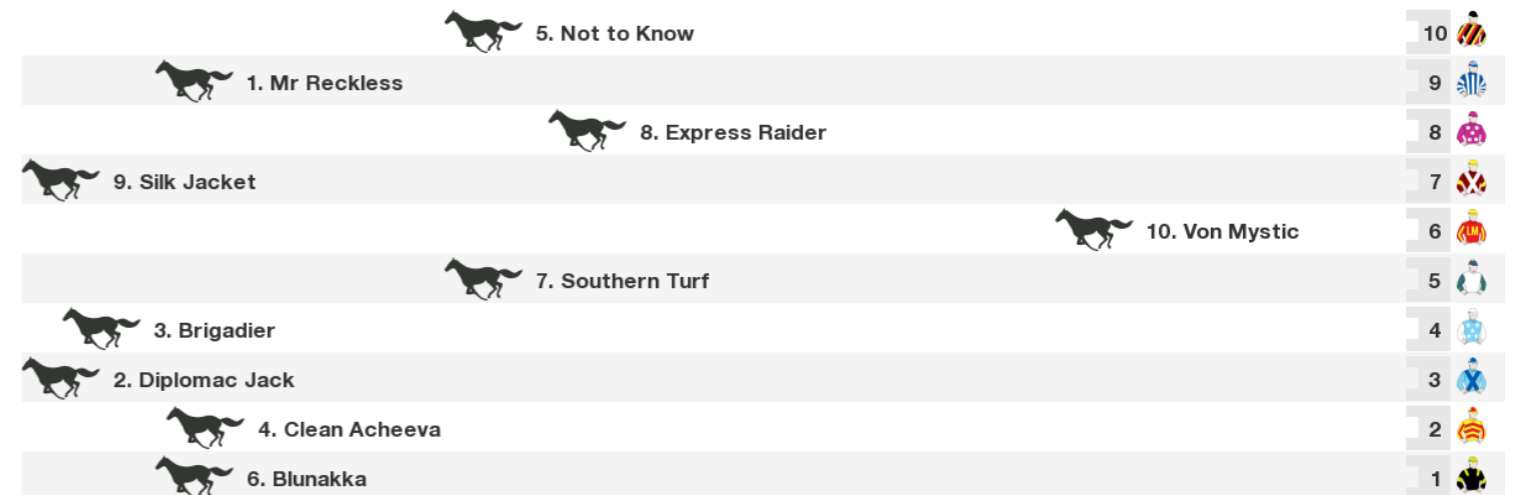 5. Not to Know 10
1. Mr Reckless 9
8. Express Raider 8
9. Silk Jacket 7
10. Von Mystic 6 LM
7. Southern Turf 5
3. Brigadier 4
2. Diplomac Jack 3
4. Clean Acheeva 2
6. Blunakka 1